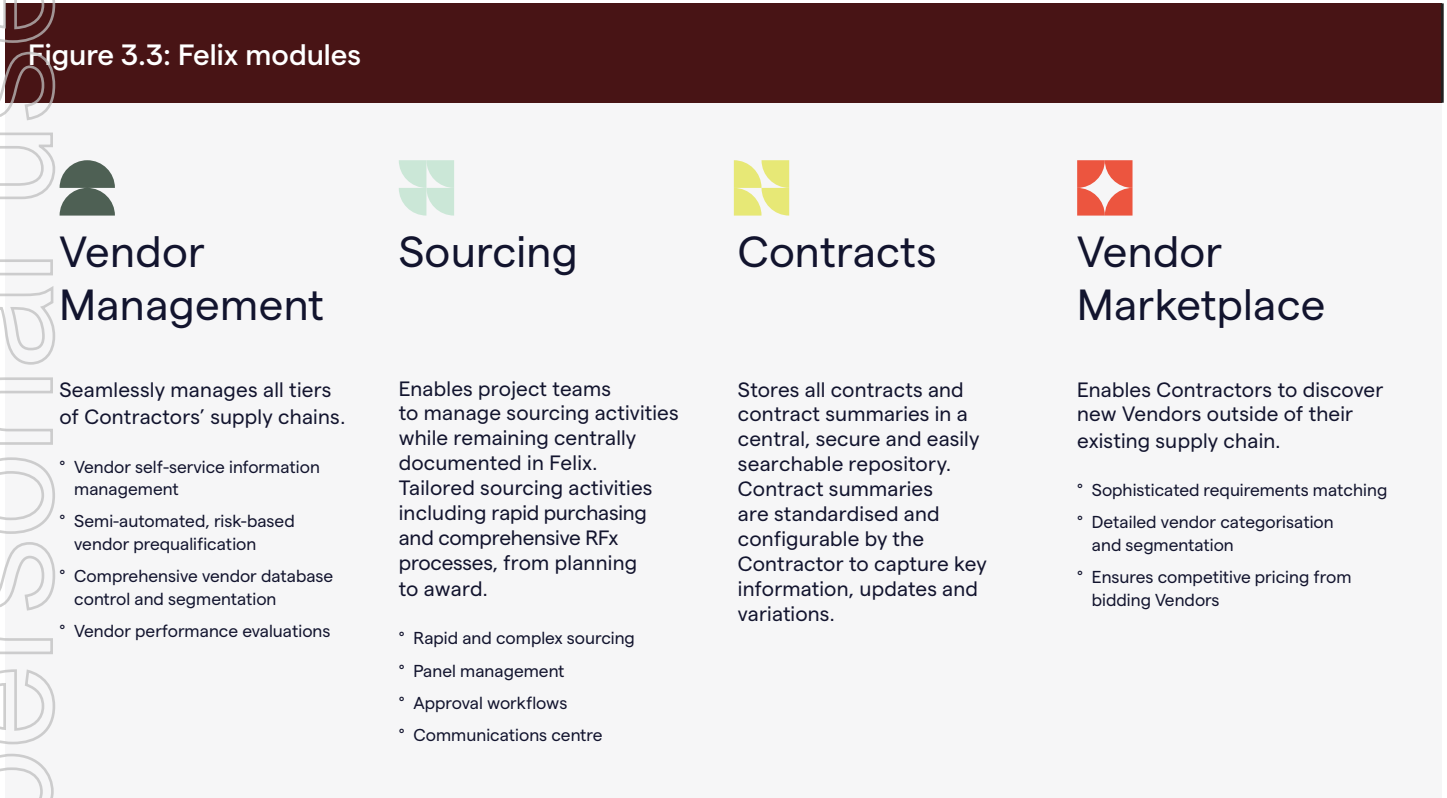 Figure 3.3: Felix modules
Vendor
Management
Seamlessly manages all tiers
of Contractors’ supply chains.
° Vendor self-service information
management
° Semi-automated, risk-based
vendor prequalification
° Comprehensive vendor database
control and segmentation
° Vendor performance evaluations
Sourcing
Enables project teams
to manage sourcing activities
while remaining centrally
documented in Felix.
Tailored sourcing activities
including rapid purchasing
and comprehensive RFx
processes, from planning
to award.
° Rapid and complex sourcing
° Panel management
° Approval workflows
° Communications centre
Contracts
Stores all contracts and
contract summaries in a
central, secure and easily
searchable repository.
Contract summaries
are standardised and
configurable by the
Contractor to capture key
information, updates and
variations.
Vendor
Marketplace
Enables Contractors to discover
new Vendors outside of their
existing supply chain.
° Sophisticated requirements matching
° Detailed vendor categorisation
and segmentation
° Ensures competitive pricing from
bidding Vendors
personal use